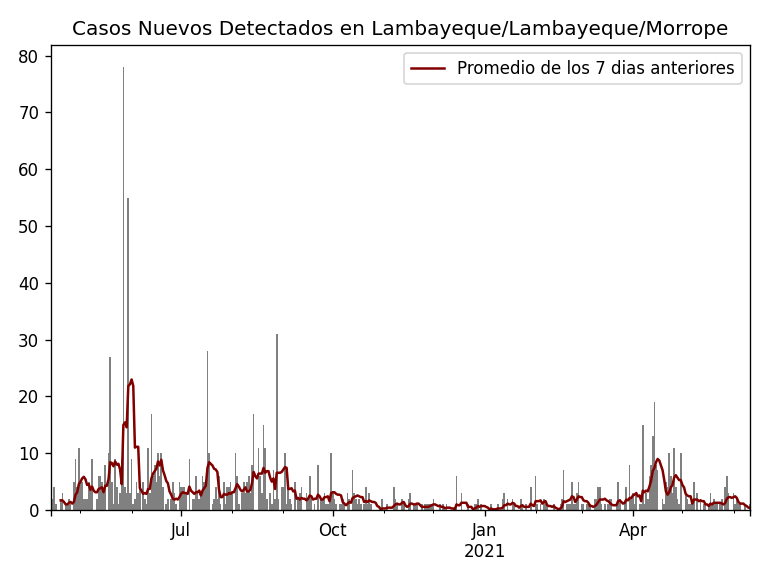 Casos Nuevos Detectados en Lambayeque/Lambayeque/Morrope
Promedio de los 7 dias anteriores
80
70
60
50
40
30
20
10
0
Jul
Oct
Jan
2021
Apr